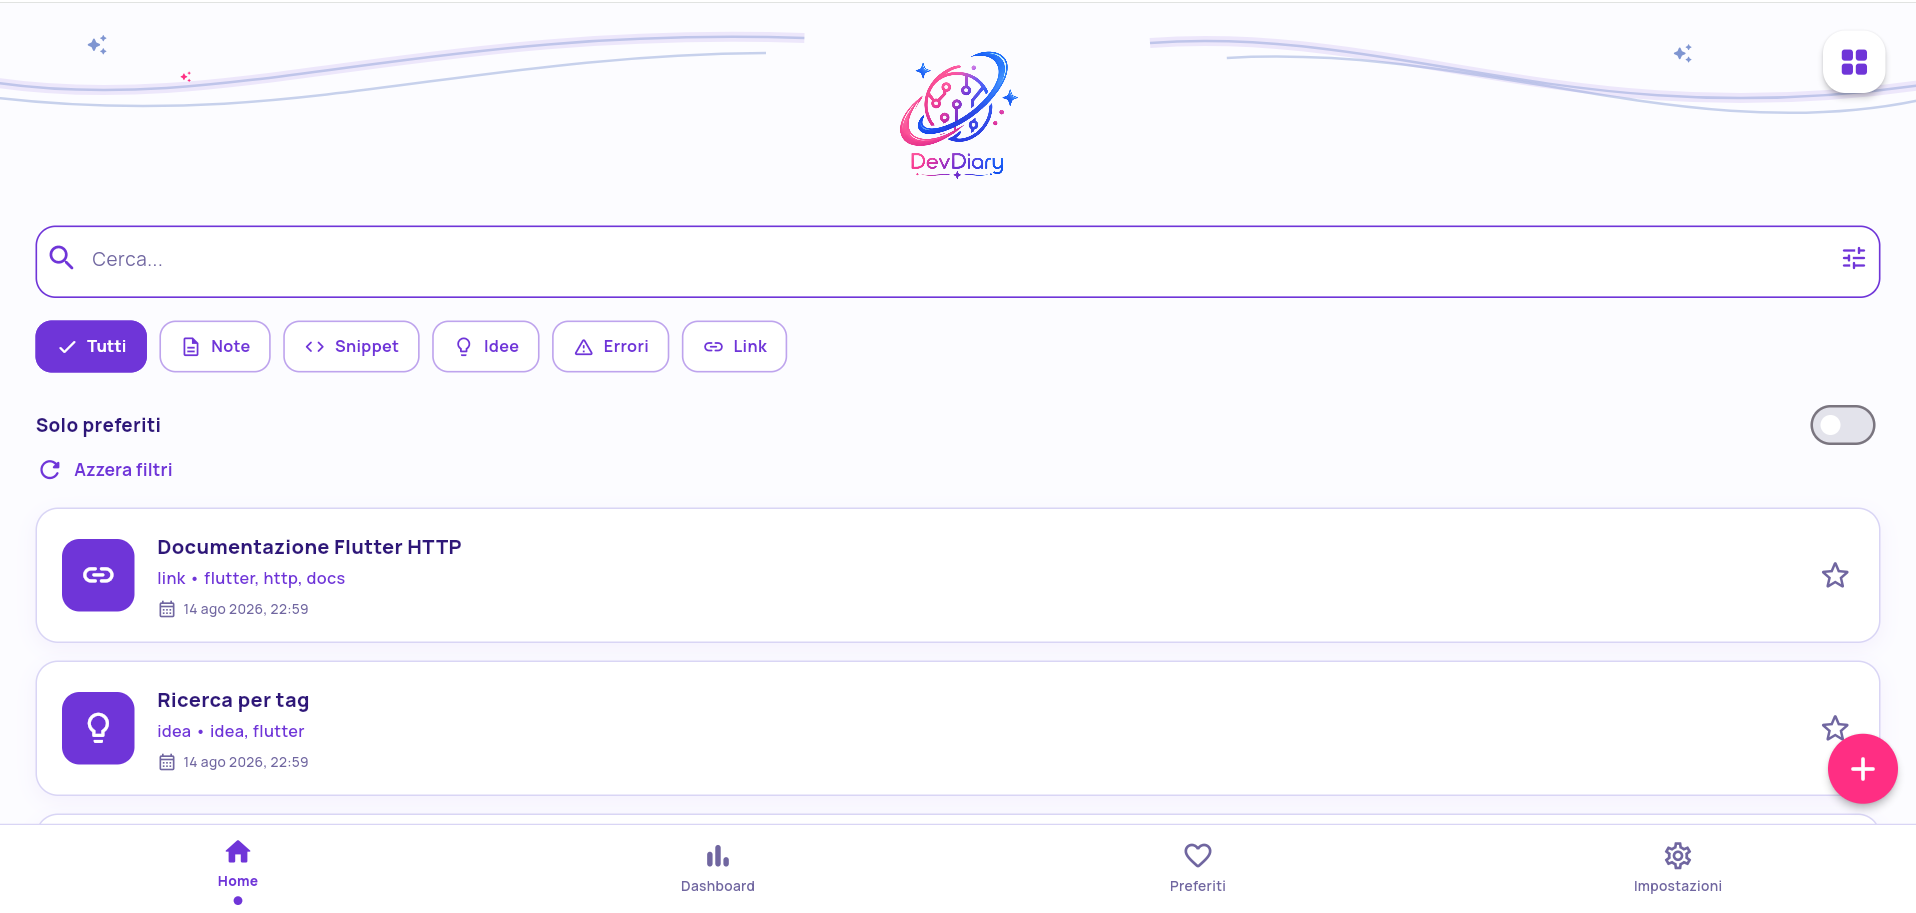 DevDiary
Cerca...
Tutti
Note
Snippet
Idee
Errori
Link
Solo preferiti
Azzera filtri
Documentazione Flutter HTTP
link • flutter, http, docs
14 ago 2026, 22:59
Ricerca per tag
idea • idea, flutter
14 ago 2026, 22:59
Home
Dashboard
Preferiti
Impostazioni